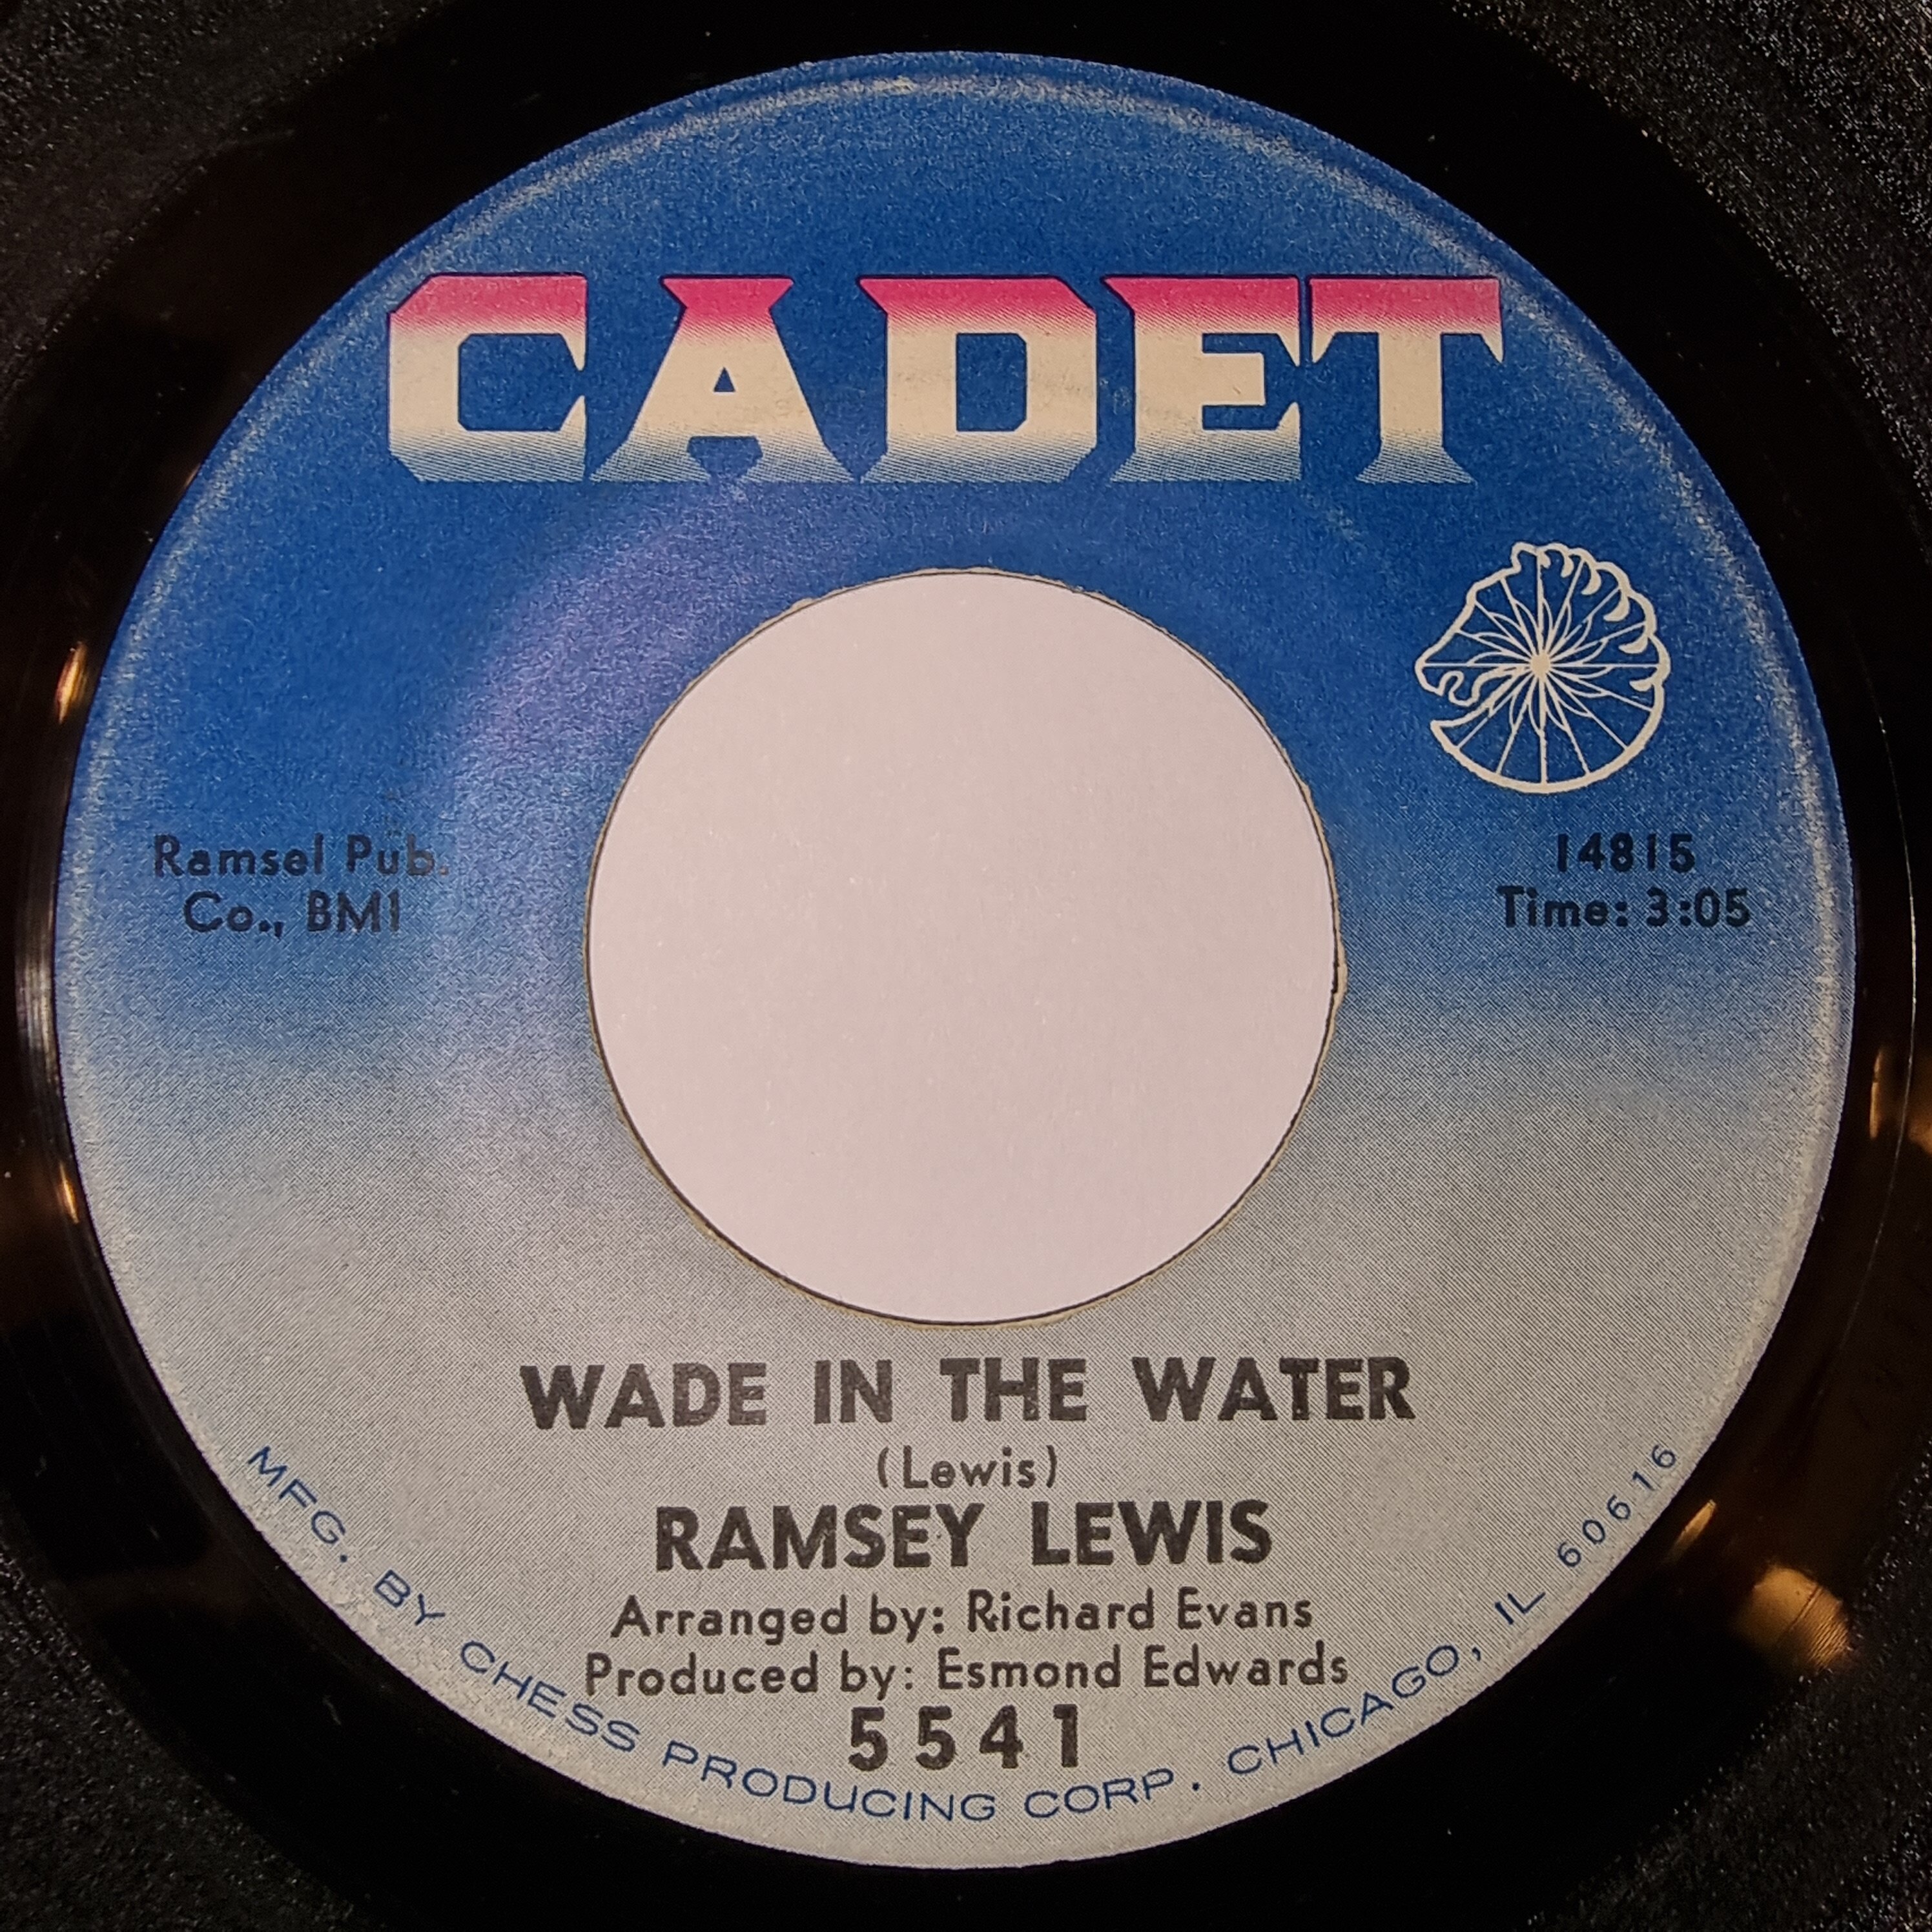 CADET
Ramsel Pub.
Co., BMI
14815
Time: 3:05
WADE IN THE WATER
(Lewis)
RAMSEY LEWIS
Arranged by: Richard Evans
Produced by: Esmond Edwards
5541
MFG. BY CHESS PRODUCING CORP. CHICAGO, IL 60616